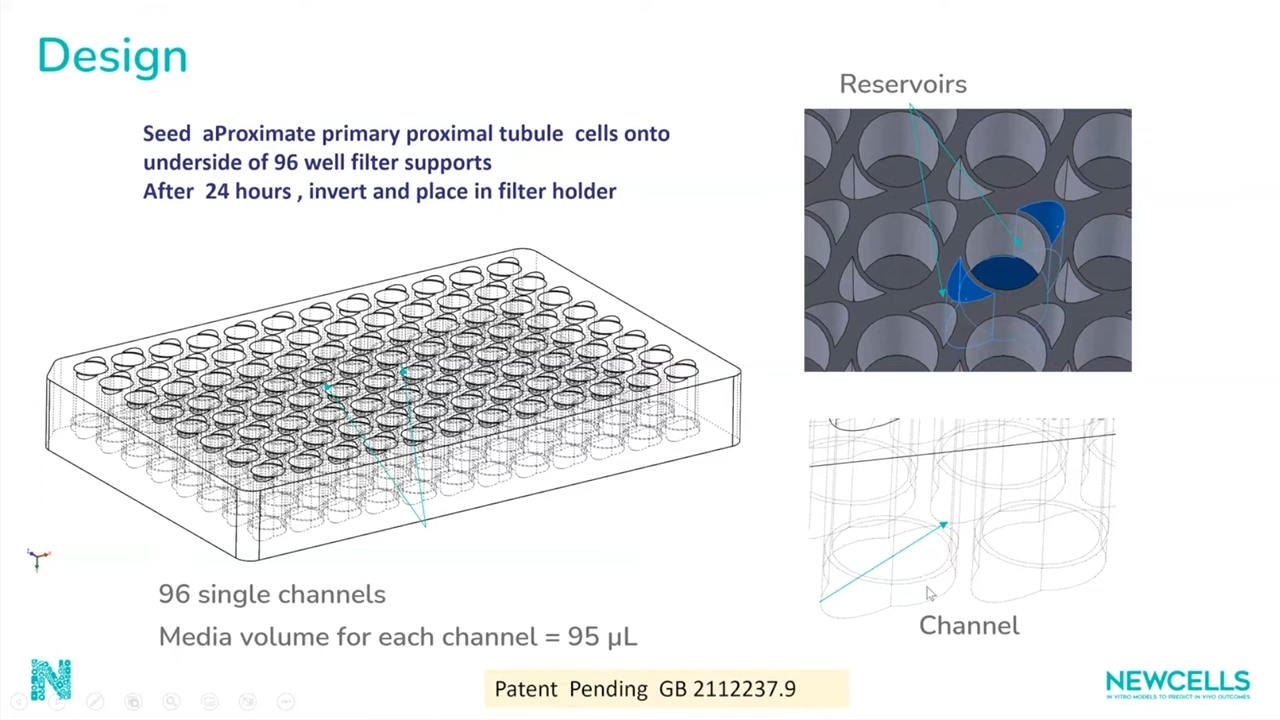 Design
Reservoirs
Seed aProximate primary proximal tubule cells onto
underside of 96 well filter supports
After 24 hours , invert and place in filter holder
96 single channels
Media volume for each channel = 95 µL
Channel
Patent Pending GB 2112237.9
NEWCELLS
IN VITRO MODELS TO PREDICT IN VIVO OUTCOMES